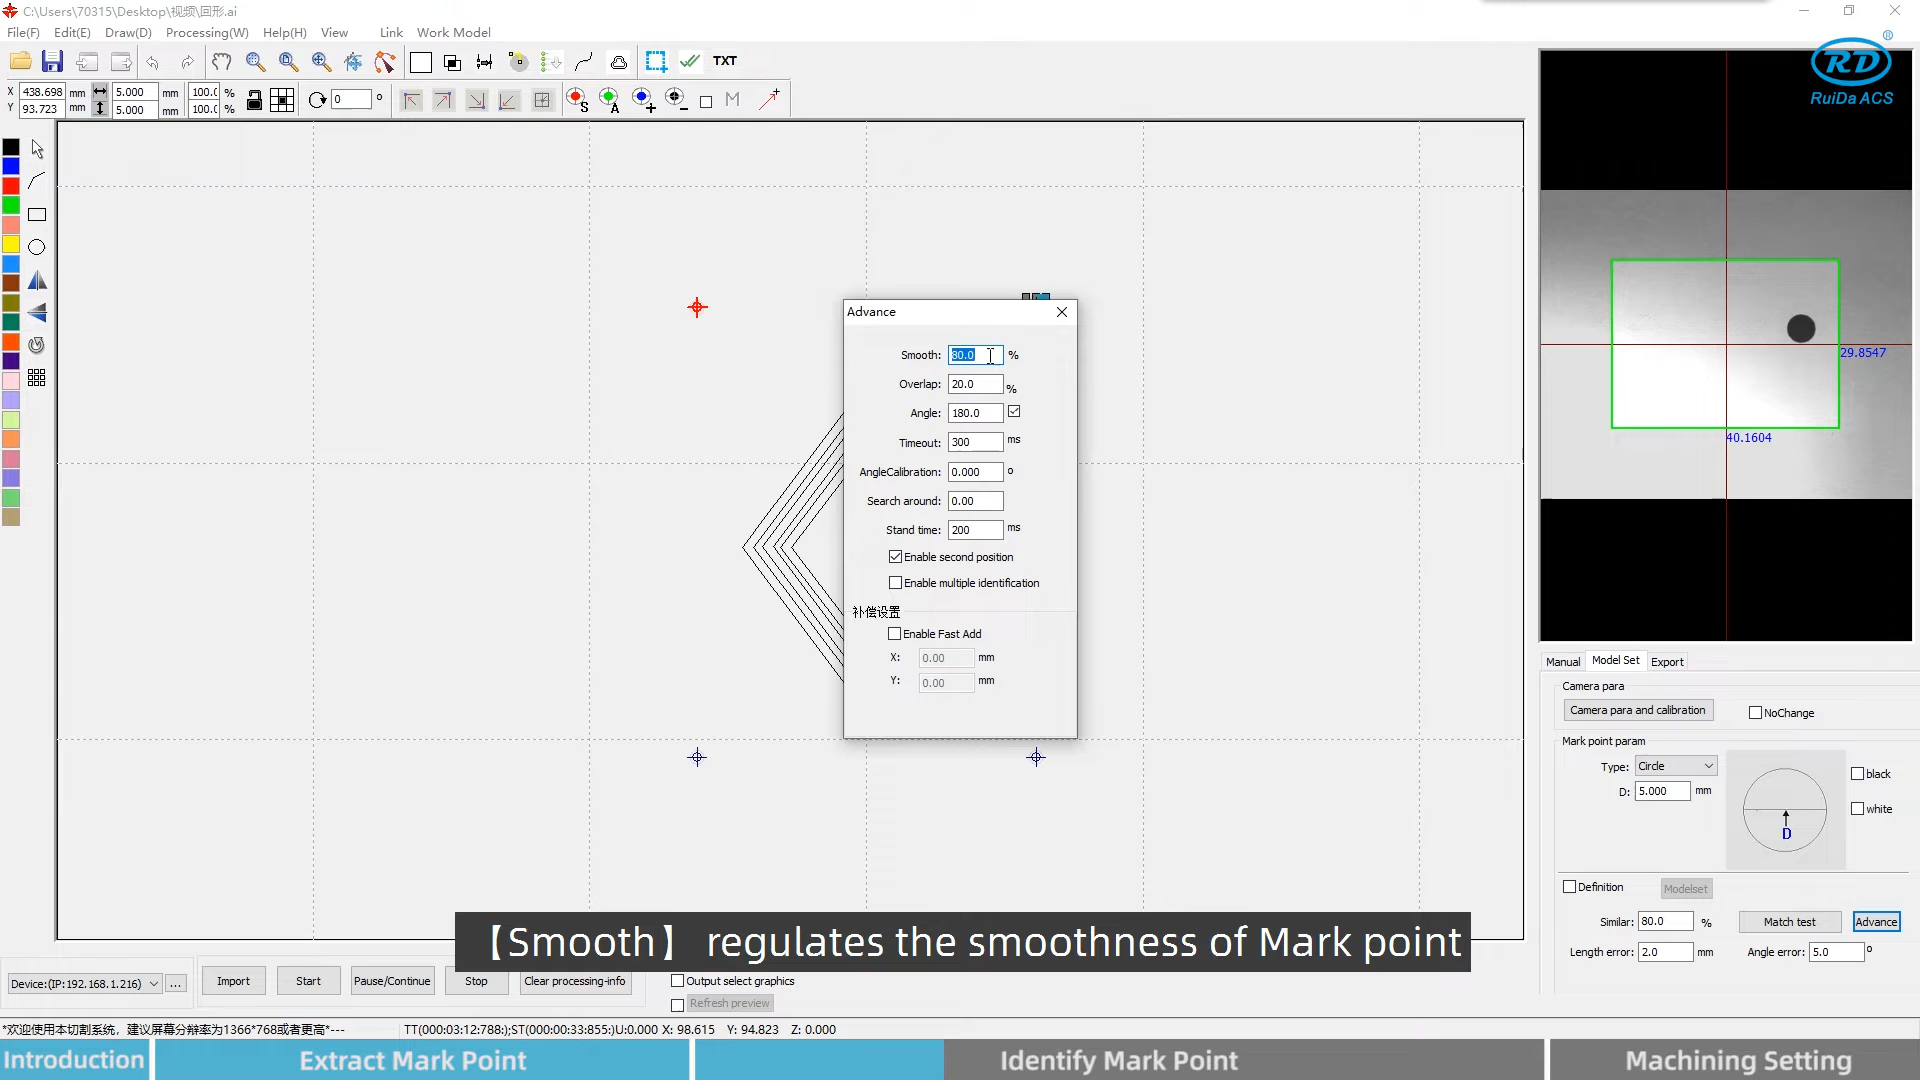 C:\Users\70315\Desktop\视频\回形.ai
File(F) Edit(E) Draw(D) Processing(W) Help(H) View Link Work Model
TXT
X 438.698 mm 5.000 mm 100.( %
Y 93.723 mm 5.000 mm 100.( %
0 °
S A M
®
RD
RuiDa ACS
29.8547
40.1604
Advance
Smooth: 80.0 %
Overlap: 20.0 %
Angle: 180.0
Timeout: 300 ms
AngleCalibration: 0.000 °
Search around: 0.00
Stand time: 200 ms
Enable second position
Enable multiple identification
补偿设置
Enable Fast Add
X: 0.00 mm
Y: 0.00 mm
Manual Model Set Export
Camera para
Camera para and calibration NoChange
Mark point param
Type: Circle
D: 5.000 mm
D
black
white
Definition Modelset
Similar: 80.0 % Match test Advance
Length error: 2.0 mm Angle error: 5.0 °
【Smooth】 regulates the smoothness of Mark point
Device:(IP:192.168.1.216) ... Import Start Pause/Continue Stop Clear processing-info
Output select graphics
Refresh preview
*欢迎使用本切割系统，建议屏幕分辩率为1366*768或者更高*--- TT(000:03:12:788:);ST(000:00:33:855:)U:0.000 X: 98.615 Y: 94.823 Z: 0.000
Introduction Extract Mark Point Identify Mark Point Machining Setting